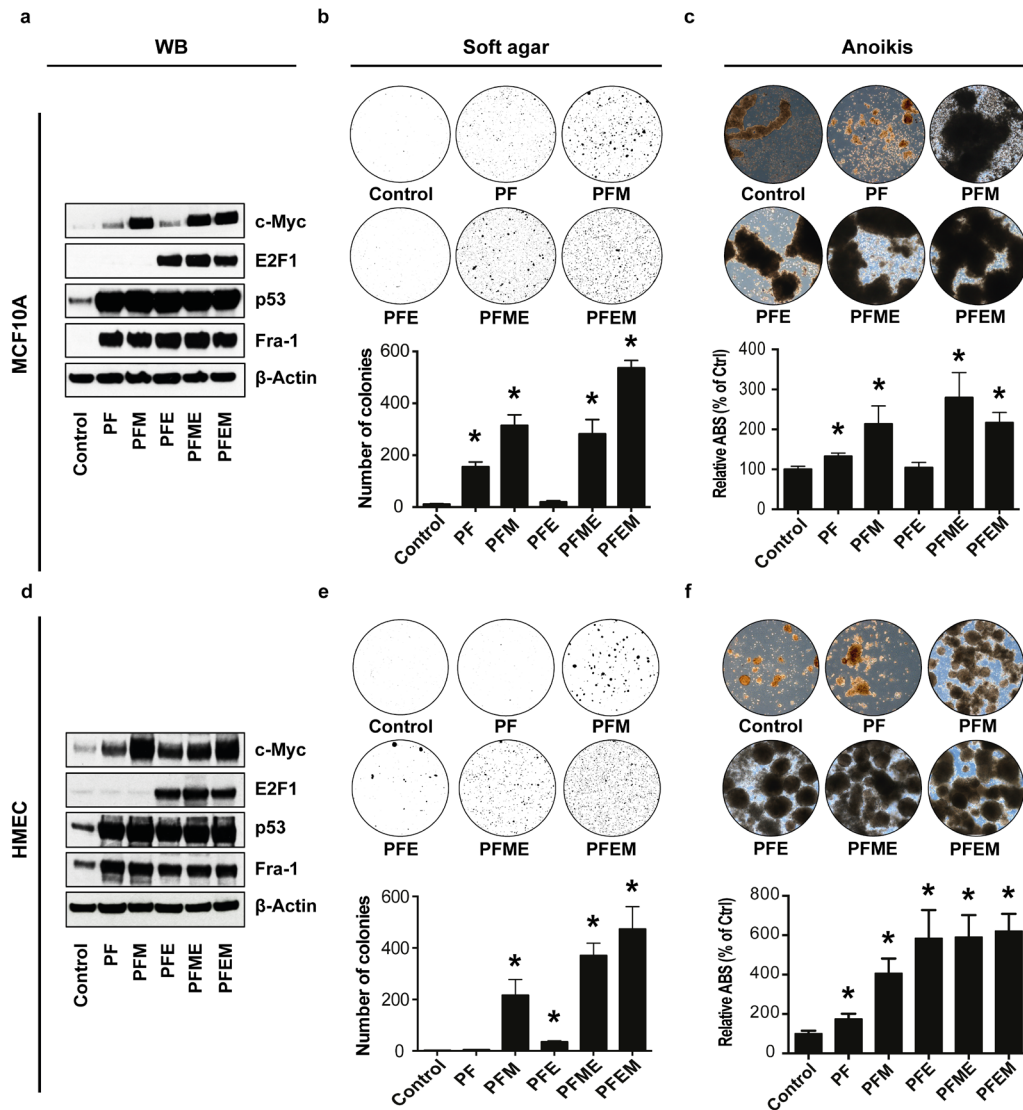 a
WB
b
Soft agar
c
Anoikis
MCF10A
c-Myc
E2F1
p53
Fra-1
β-Actin
Control
PF
PFM
PFE
PFME
PFEM
Control
PF
PFM
PFE
PFME
PFEM
Number of colonies
600
400
200
0
*
*
*
*
Control
PF
PFM
PFE
PFME
PFEM
Control
PF
PFM
PFE
PFME
PFEM
Relative ABS (% of Ctrl)
400
300
200
100
0
*
*
*
*
Control
PF
PFM
PFE
PFME
PFEM
d
HMEC
c-Myc
E2F1
p53
Fra-1
β-Actin
Control
PF
PFM
PFE
PFME
PFEM
e
Control
PF
PFM
PFE
PFME
PFEM
Number of colonies
600
400
200
0
*
*
*
*
Control
PF
PFM
PFE
PFME
PFEM
f
Control
PF
PFM
PFE
PFME
PFEM
Relative ABS (% of Ctrl)
800
600
400
200
0
*
*
*
*
*
Control
PF
PFM
PFE
PFME
PFEM